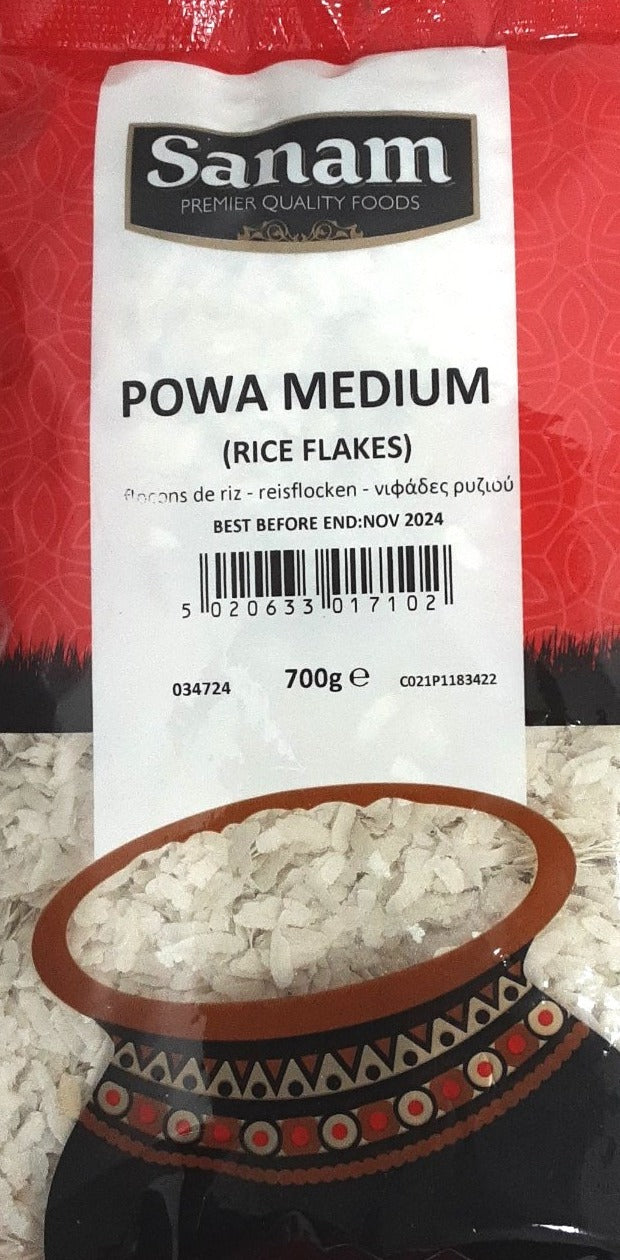 Sanam
PREMIER QUALITY FOODS
POWA MEDIUM
(RICE FLAKES)
flocons de riz - reisflocken - νιφάδες ρυζιού
BEST BEFORE END:NOV 2024
5 020633 017102
034724 700g ℮ C021P1183422